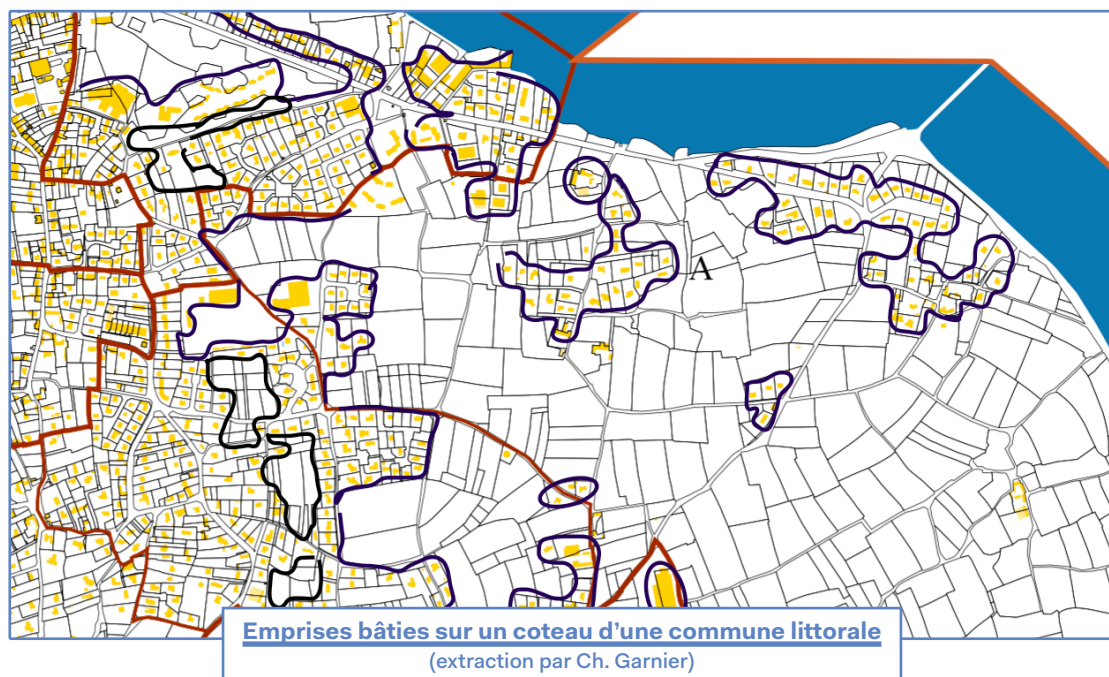 A
Emprises bâties sur un coteau d’une commune littorale
(extraction par Ch. Garnier)